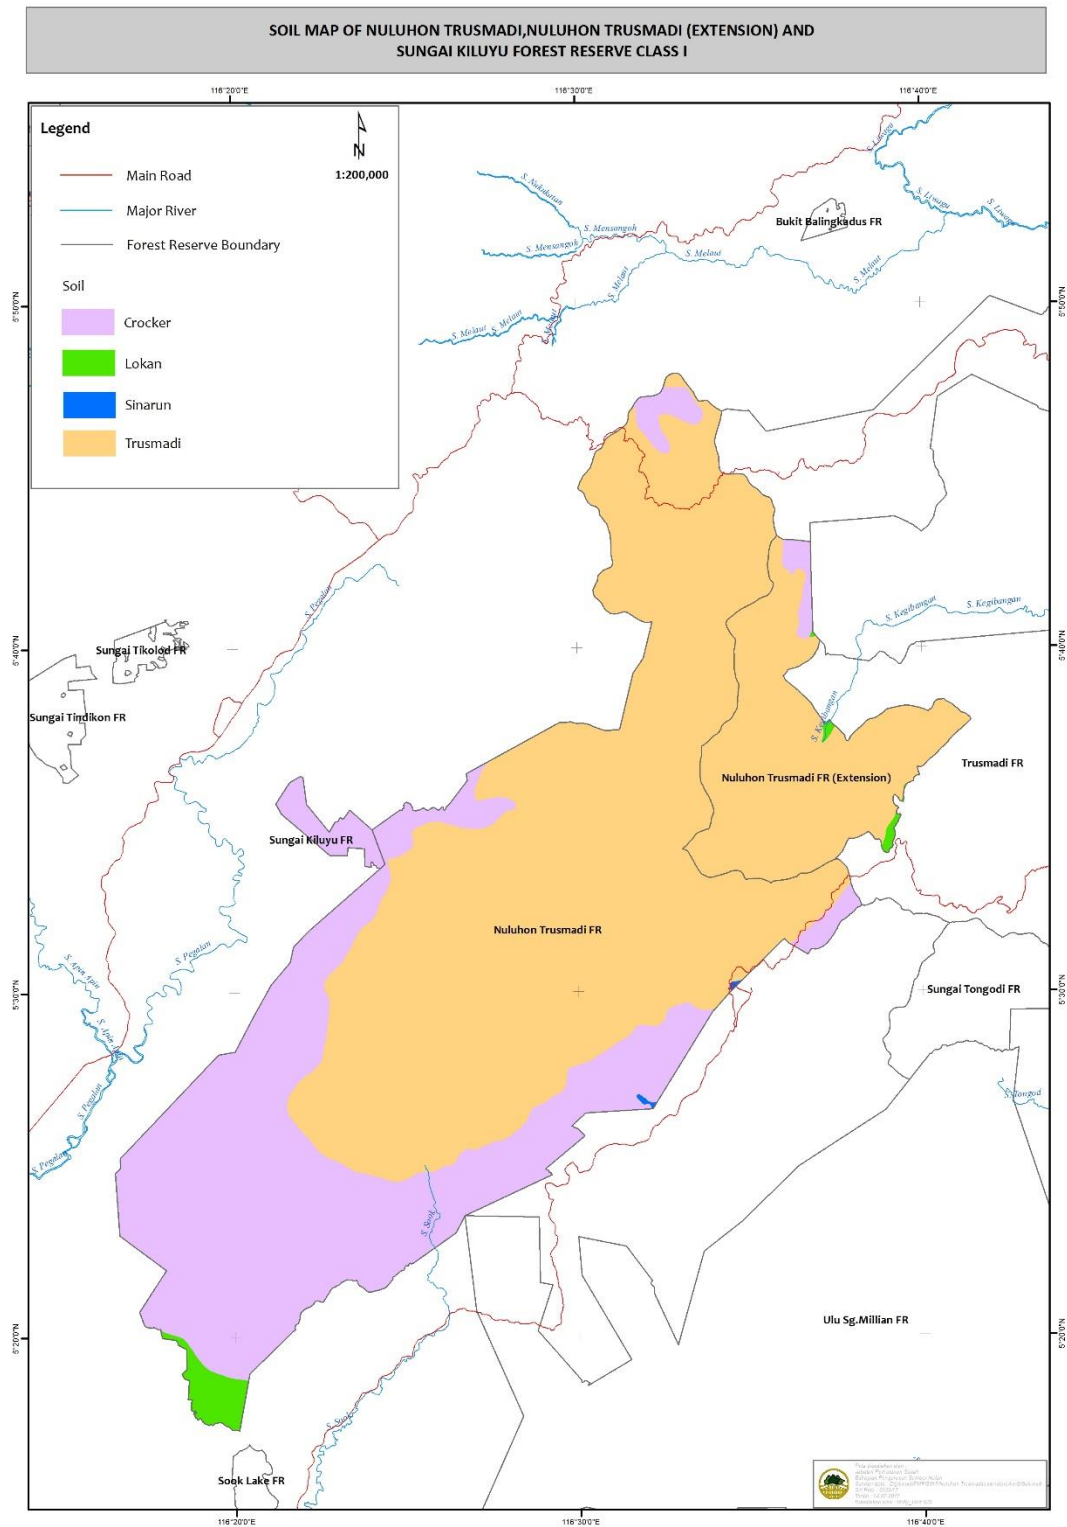 SOIL MAP OF NULUHON TRUSMADI,NULUHON TRUSMADI (EXTENSION) AND
SUNGAI KILUYU FOREST RESERVE CLASS I
116°20'0"E
116°30'0"E
116°40'0"E
Legend
N
1:200,000
Main Road
Major River
Forest Reserve Boundary
Soil
Crocker
Lokan
Sinarun
Trusmadi
S. Liwagu
S. Nukulatan
S. Liwagu
S. Liwagu
Bukit Balingkadus FR
S. Mensangoh
S. Mensangoh
S. Melaut
S. Melaut
S. Melaut
5°50'0"N
5°50'0"N
S. Melaut
S. Melaut
S. Melaut
S. Pegalan
S. Kegibangan
S. Kegibangan
5°40'0"N
Sungai Tikolod FR
5°40'0"N
Sungai Tindikon FR
S. Kegibangan
Trusmadi FR
Nuluhon Trusmadi FR (Extension)
Sungai Kiluyu FR
Nuluhon Trusmadi FR
S. Pegalan
S. Apin Apin
5°30'0"N
Sungai Tongodi FR
5°30'0"N
S. Apin Apin
S. Pegalan
S. Tongod
S. Pegalan
S. Sook
Ulu Sg.Millian FR
5°20'0"N
5°20'0"N
S. Sook
Sook Lake FR
116°20'0"E
116°30'0"E
116°40'0"E